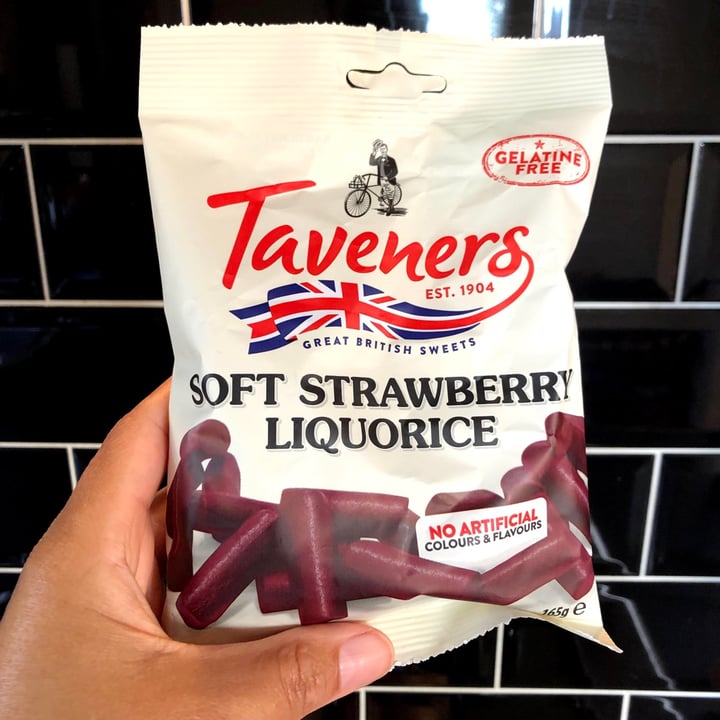 GELATINE
FREE
Taveners
EST. 1904
GREAT BRITISH SWEETS
SOFT STRAWBERRY
LIQUORICE
NO ARTIFICIAL
COLOURS & FLAVOURS
165g e